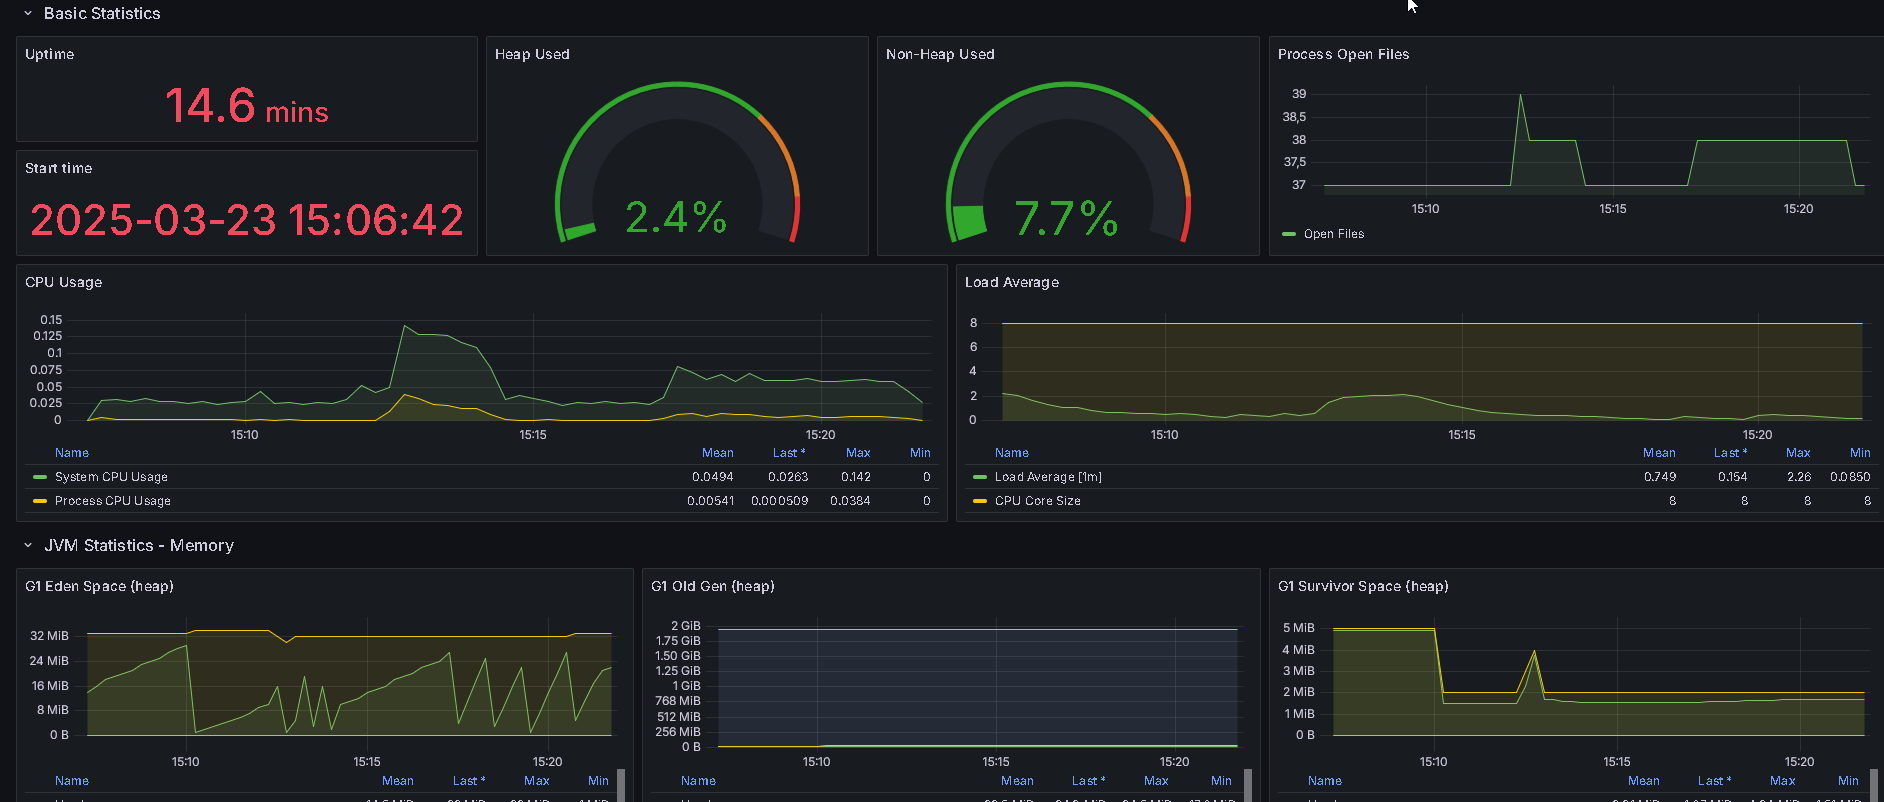 Basic Statistics
Uptime
14.6 mins
Start time
2025-03-23 15:06:42
Heap Used
2.4%
Non-Heap Used
7.7%
Process Open Files
39
38,5
38
37,5
37
15:10 15:15 15:20
Open Files
CPU Usage
0.15
0.125
0.1
0.075
0.05
0.025
0
15:10 15:15 15:20
Name Mean Last * Max Min
System CPU Usage 0.0494 0.0263 0.142 0
Process CPU Usage 0.00541 0.000509 0.0384 0
Load Average
8
6
4
2
0
15:10 15:15 15:20
Name Mean Last * Max Min
Load Average [1m] 0.749 0.154 2.26 0.0850
CPU Core Size 8 8 8 8
JVM Statistics - Memory
G1 Eden Space (heap)
32 MiB
24 MiB
16 MiB
8 MiB
0 B
15:10 15:15 15:20
Name Mean Last * Max Min
G1 Old Gen (heap)
2 GiB
1.75 GiB
1.50 GiB
1.25 GiB
1 GiB
768 MiB
512 MiB
256 MiB
0 B
15:10 15:15 15:20
Name Mean Last * Max Min
G1 Survivor Space (heap)
5 MiB
4 MiB
3 MiB
2 MiB
1 MiB
0 B
15:10 15:15 15:20
Name Mean Last * Max Min